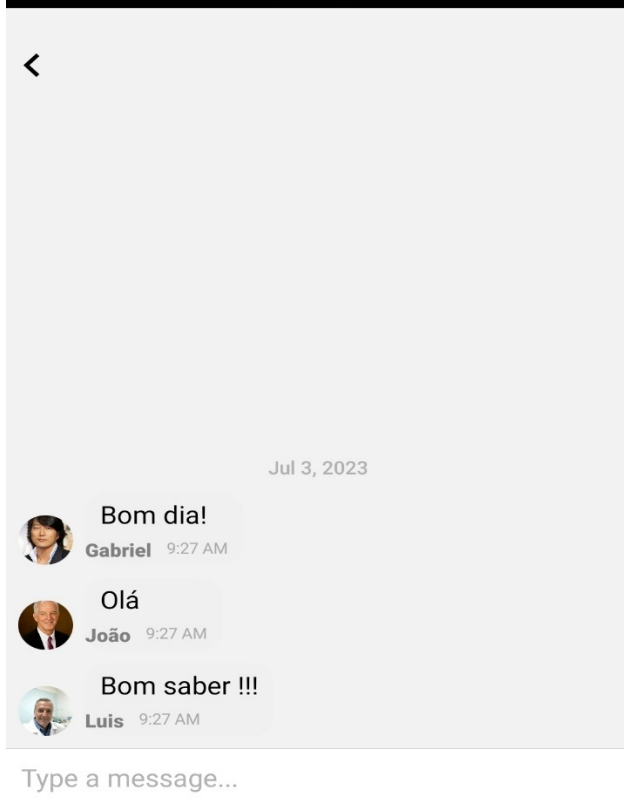 Jul 3, 2023
Bom dia!
Gabriel 9:27 AM
Olá
João 9:27 AM
Bom saber !!!
Luis 9:27 AM
Type a message...